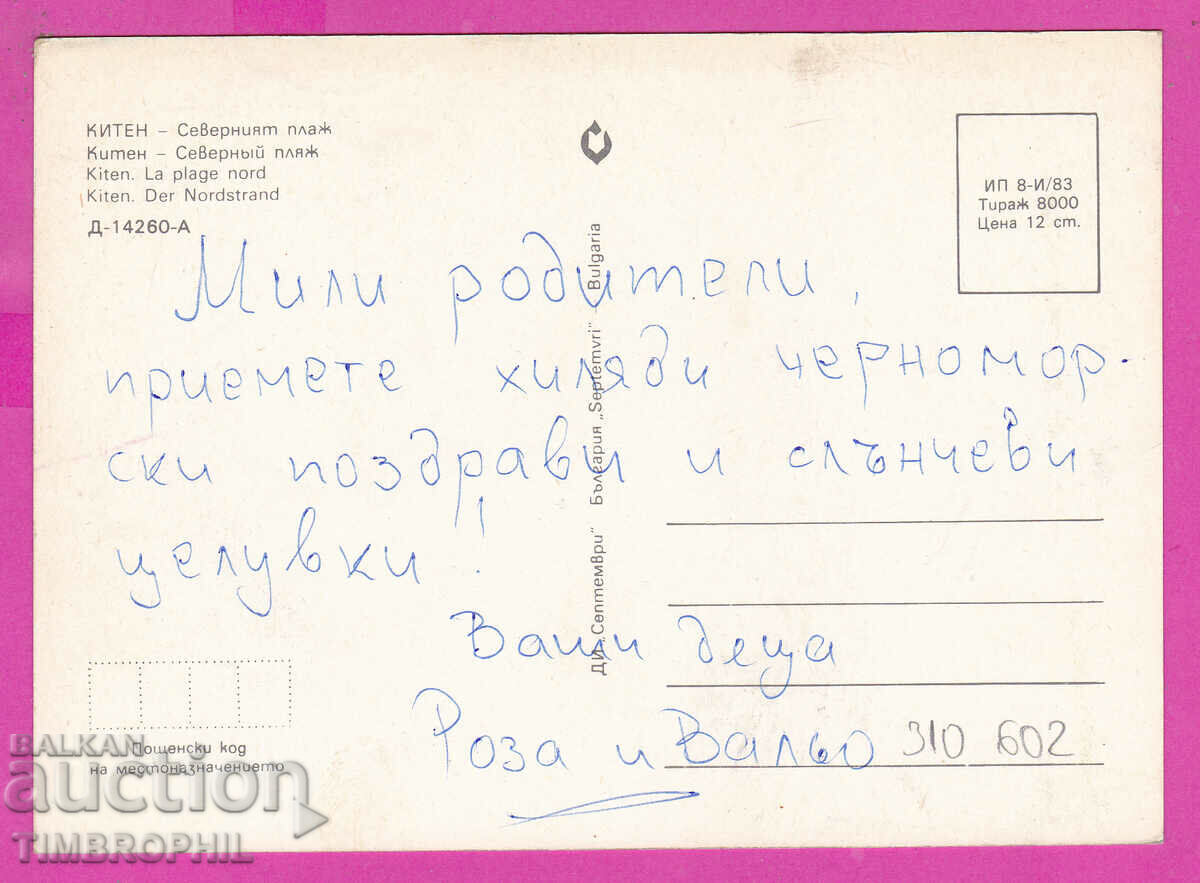 КИТЕН – Северният плаж
Китен – Северный пляж
Kiten. La plage nord
Kiten. Der Nordstrand
Д-14260-А
ИП 8-И/83
Тираж 8000
Цена 12 ст.
ДИ „Септември" България „Septemvri" Bulgaria
Мили родители,
приемете хиляди черномор-
ски поздрави и слънчеви
целувки!
Ваши деца
Роза и Вальо
310 602
Пощенски код
на местоназначението
BALKAN
auction
TIMBROPHIL